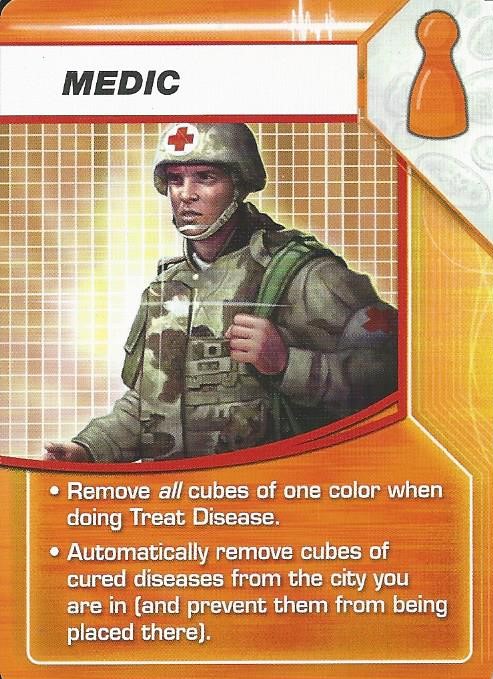 MEDIC
• Remove all cubes of one color when
doing Treat Disease.
• Automatically remove cubes of
cured diseases from the city you
are in (and prevent them from being
placed there).